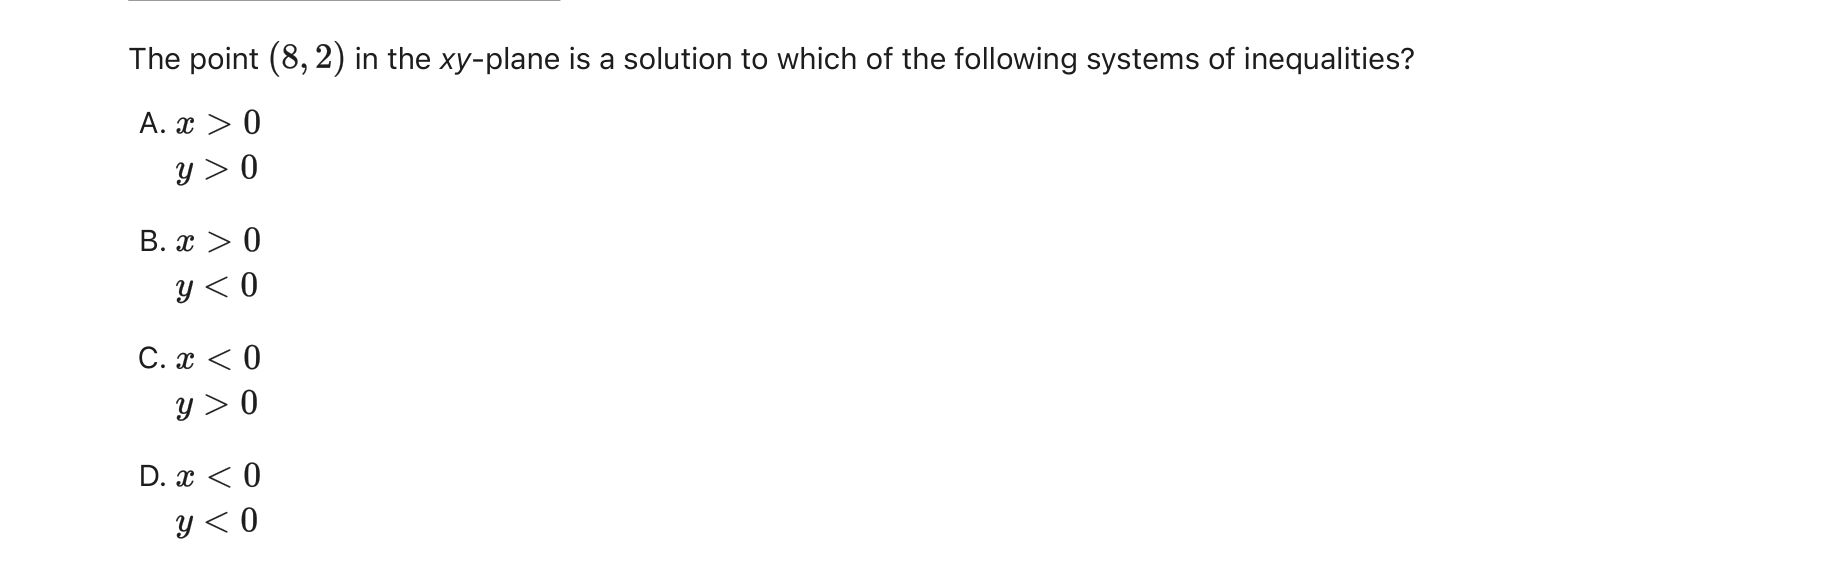 The point (8, 2) in the xy-plane is a solution to which of the following systems of inequalities?
A. x > 0
y > 0
B. x > 0
y < 0
C. x < 0
y > 0
D. x < 0
y < 0